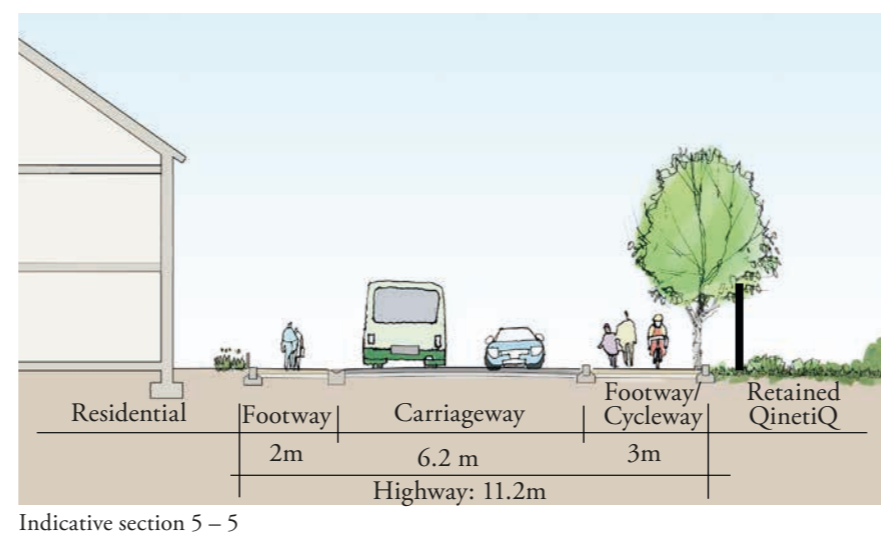 Residential
Footway
Carriageway
Footway/
Cycleway
Retained
QinetiQ
2m
6.2 m
3m
Highway: 11.2m
Indicative section 5 – 5